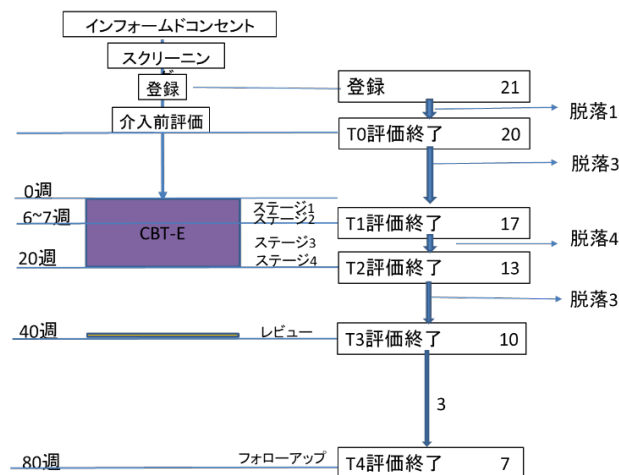 インフォームドコンセント
スクリーニン
登録
登録 21
脱落1
介入前評価
T0評価終了 20
脱落3
0週
ステージ1
6~7週
ステージ2
T1評価終了 17
CBT-E
脱落4
ステージ3
20週
ステージ4
T2評価終了 13
脱落3
40週
レビュー
T3評価終了 10
3
80週
フォローアップ
T4評価終了 7